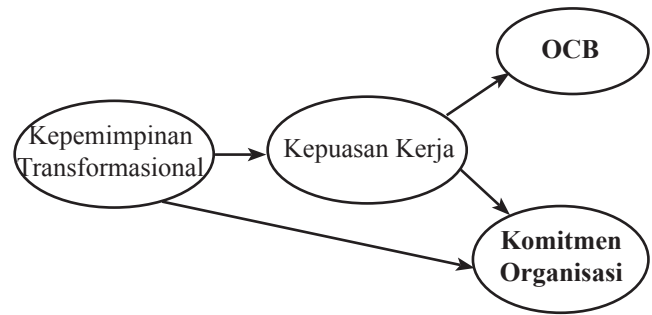 OCB
Kepemimpinan
Transformasional
Kepuasan Kerja
Komitmen
Organisasi